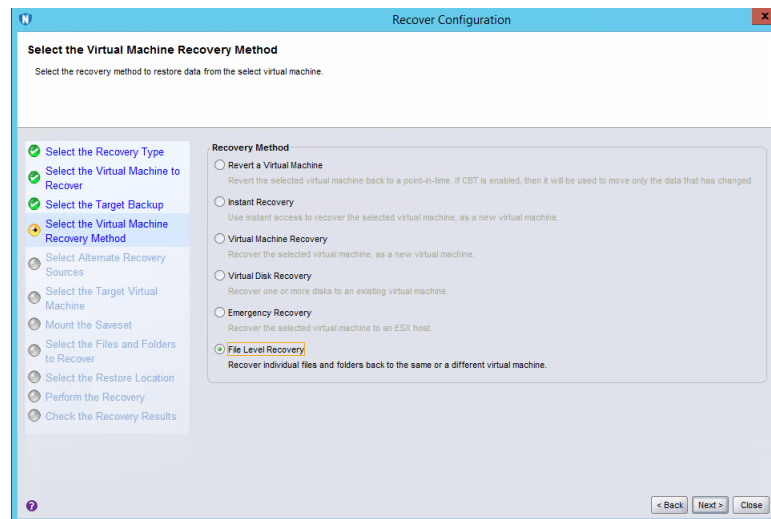 N
Recover Configuration
x
Select the Virtual Machine Recovery Method
Select the recovery method to restore data from the select virtual machine.
Select the Recovery Type
Select the Virtual Machine to
Recover
Select the Target Backup
Select the Virtual Machine
Recovery Method
Select Alternate Recovery
Sources
Select the Target Virtual
Machine
Mount the Saveset
Select the Files and Folders
to Recover
Select the Restore Location
Perform the Recovery
Check the Recovery Results
Recovery Method
Revert a Virtual Machine
Revert the selected virtual machine back to a point-in-time. If CBT is enabled, then it will be used to move only the data that has changed
Instant Recovery
Use instant access to recover the selected virtual machine, as a new virtual machine
Virtual Machine Recovery
Recover the selected virtual machine, as a new virtual machine.
Virtual Disk Recovery
Recover one or more disks to an existing virtual machine.
Emergency Recovery
Recover the selected virtual machine to an ESX host.
File Level Recovery
Recover individual files and folders back to the same or a different virtual machine.
?
< Back
Next >
Close